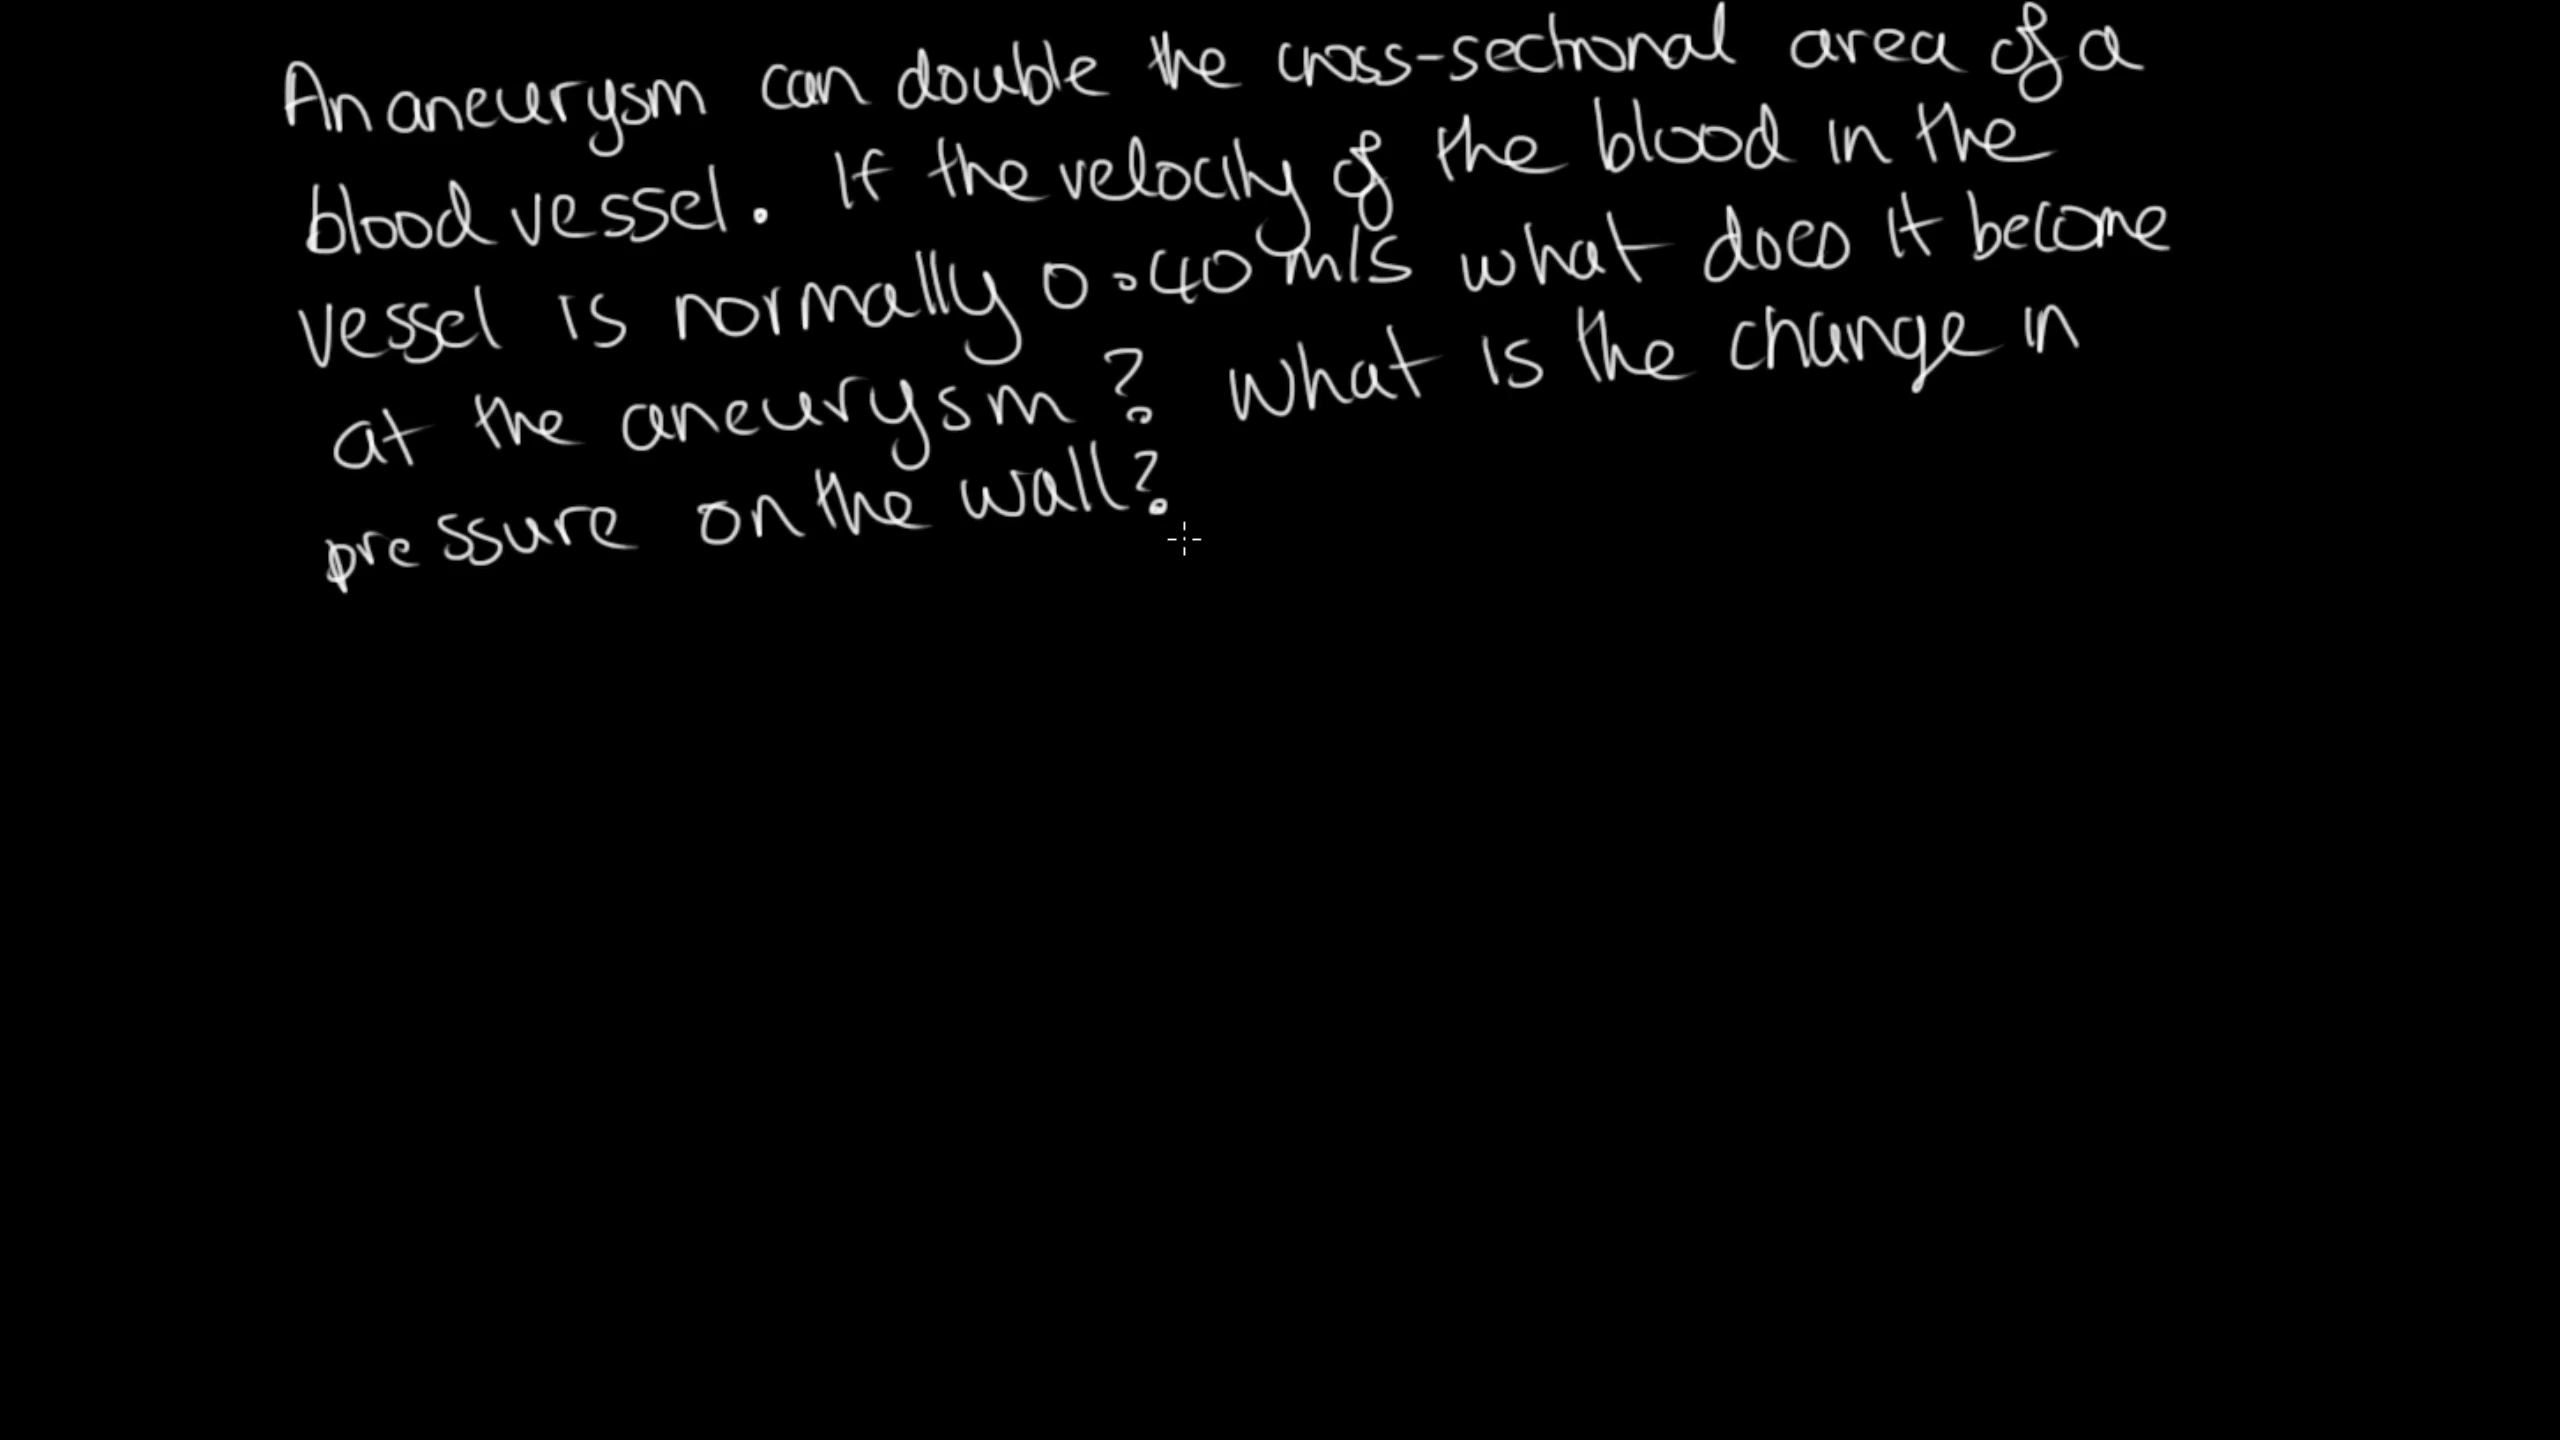 An aneurysm can double the cross-sectional area of a
blood vessel. If the velocity of the blood in the
vessel is normally 0.40 m/s what does it become
at the aneurysm? What is the change in
pressure on the wall?